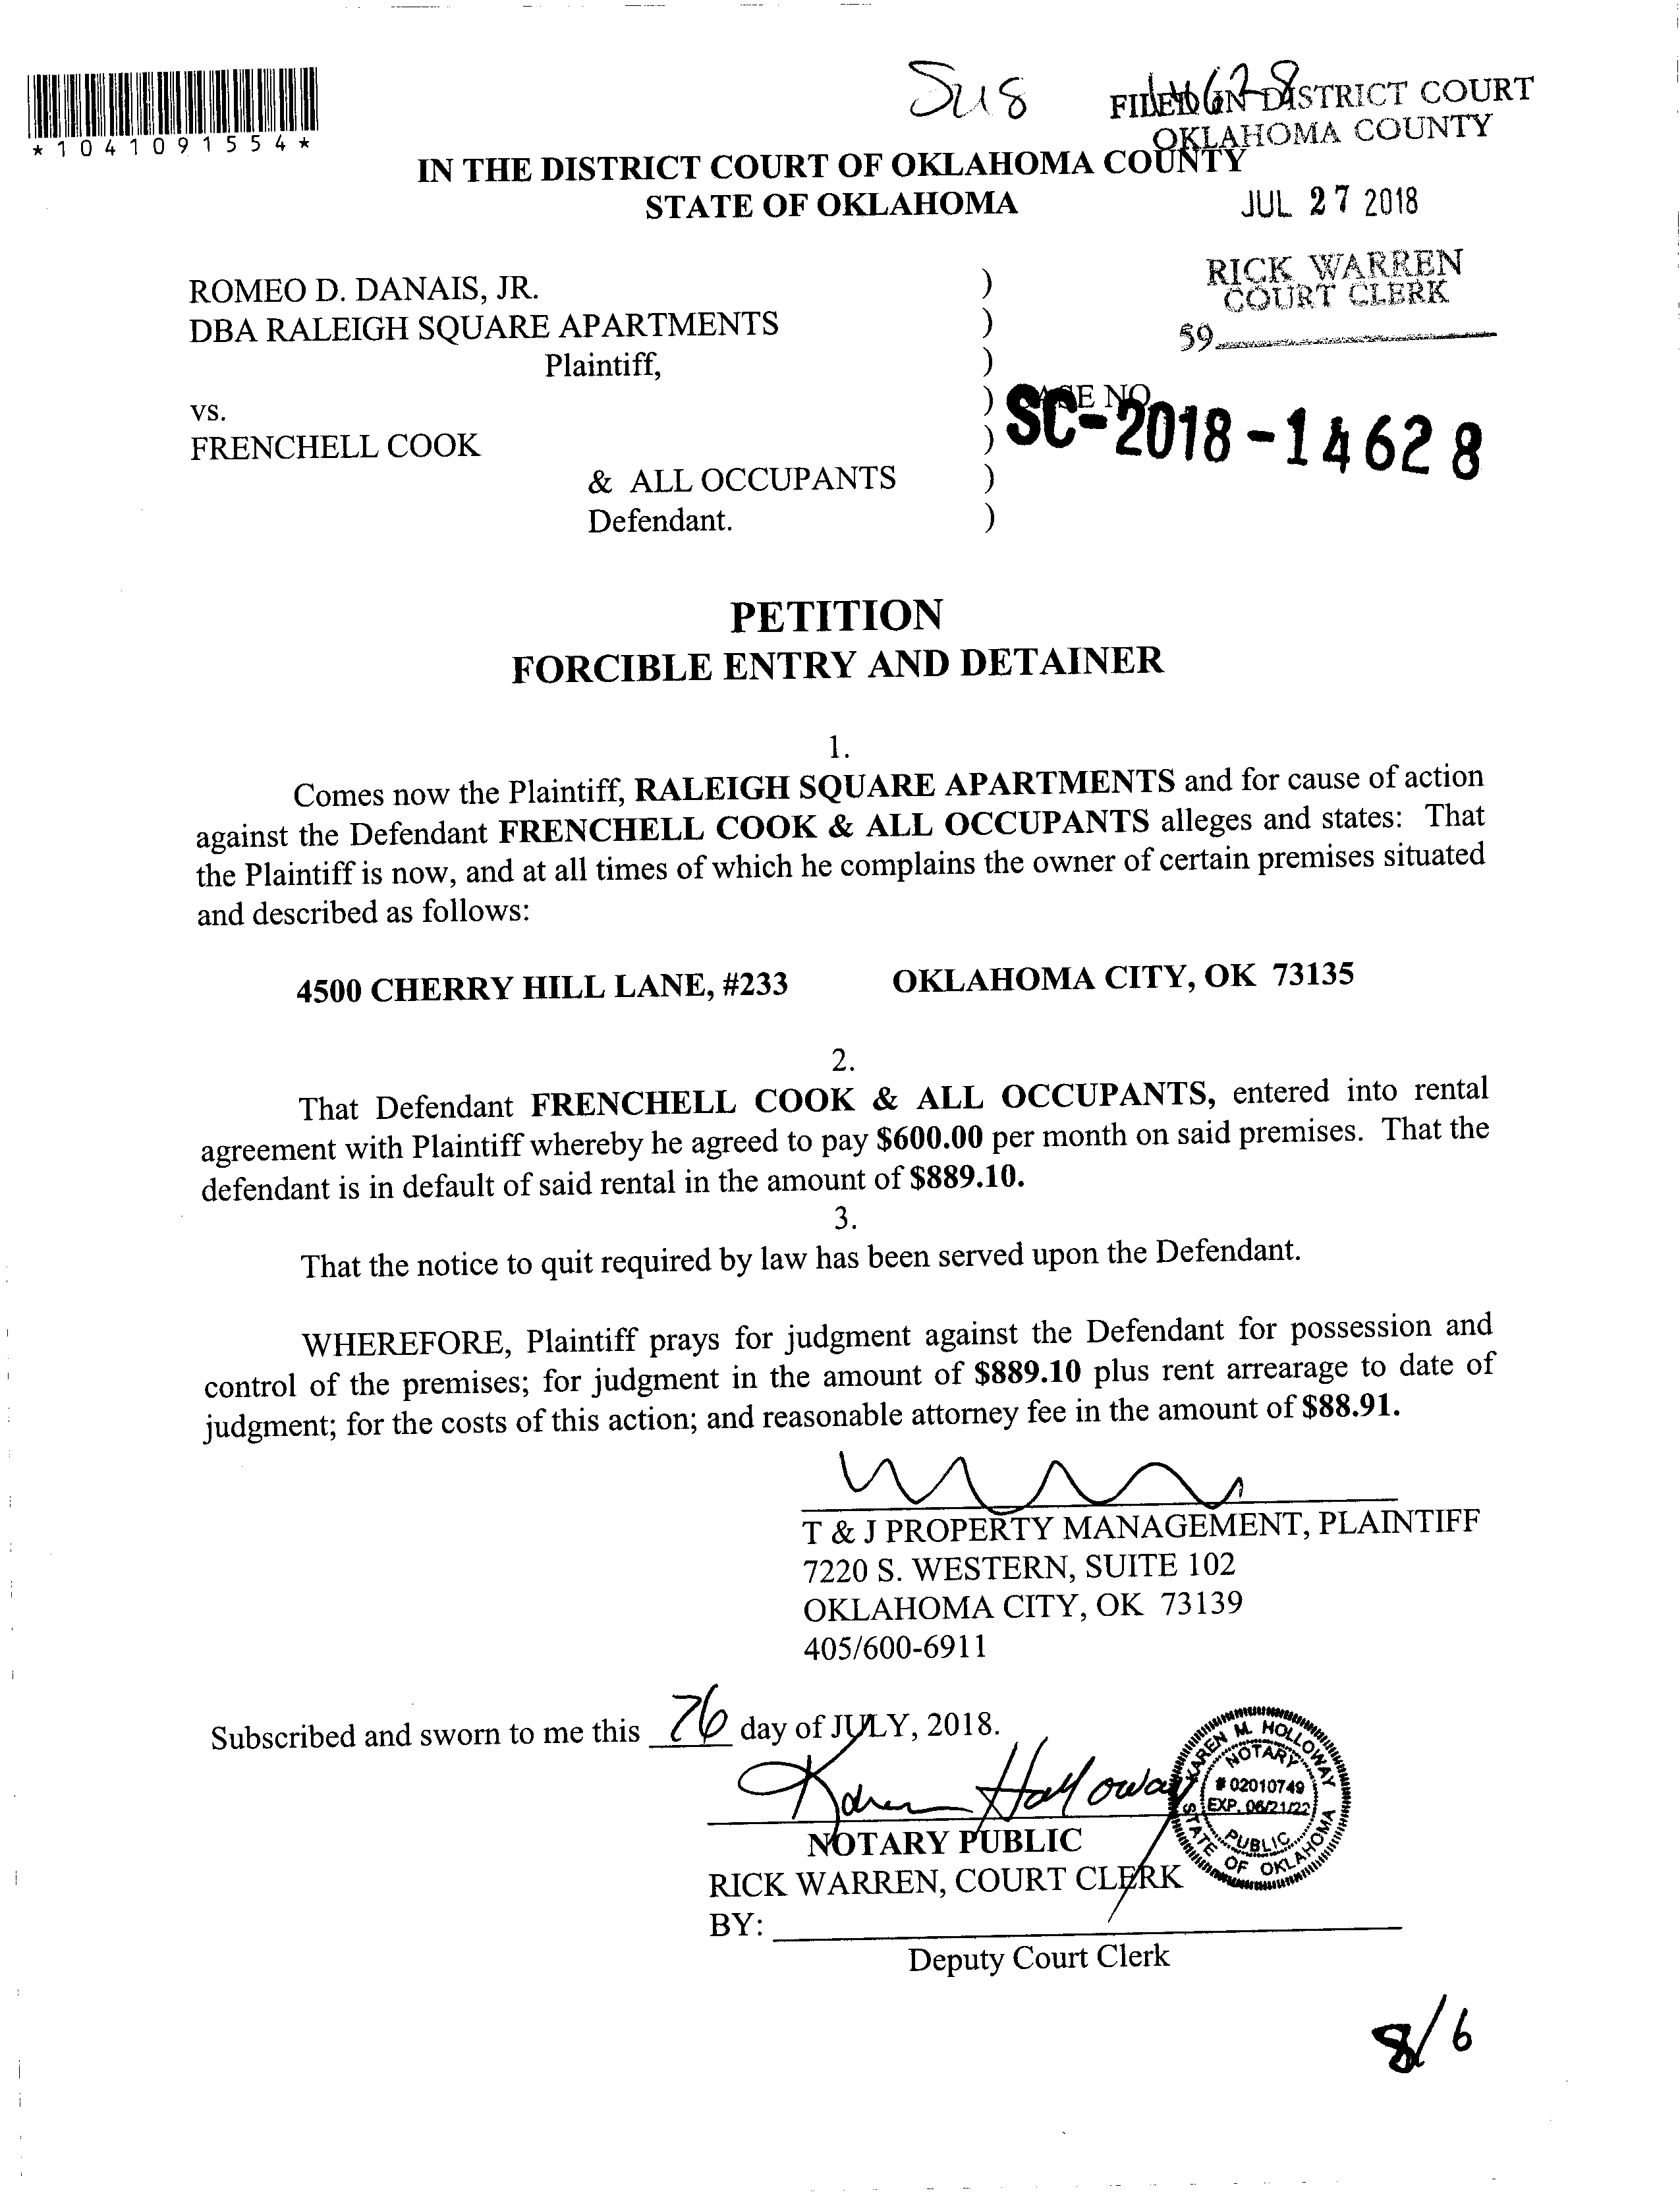 *1041091554*
Sus 14628
FILED IN DISTRICT COURT
OKLAHOMA COUNTY
IN THE DISTRICT COURT OF OKLAHOMA COUNTY
STATE OF OKLAHOMA
JUL 27 2018
RICK WARREN
COURT CLERK
59
ROMEO D. DANAIS, JR. )
DBA RALEIGH SQUARE APARTMENTS )
Plaintiff, )
vs. ) CASE NO.
SC-2018-14628
FRENCHELL COOK )
& ALL OCCUPANTS )
Defendant. )
PETITION
FORCIBLE ENTRY AND DETAINER
1.
Comes now the Plaintiff, RALEIGH SQUARE APARTMENTS and for cause of action
against the Defendant FRENCHELL COOK & ALL OCCUPANTS alleges and states: That
the Plaintiff is now, and at all times of which he complains the owner of certain premises situated
and described as follows:
4500 CHERRY HILL LANE, #233 OKLAHOMA CITY, OK 73135
2.
That Defendant FRENCHELL COOK & ALL OCCUPANTS, entered into rental
agreement with Plaintiff whereby he agreed to pay $600.00 per month on said premises. That the
defendant is in default of said rental in the amount of $889.10.
3.
That the notice to quit required by law has been served upon the Defendant.
WHEREFORE, Plaintiff prays for judgment against the Defendant for possession and
control of the premises; for judgment in the amount of $889.10 plus rent arrearage to date of
judgment; for the costs of this action; and reasonable attorney fee in the amount of $88.91.
T & J PROPERTY MANAGEMENT, PLAINTIFF
7220 S. WESTERN, SUITE 102
OKLAHOMA CITY, OK 73139
405/600-6911
Subscribed and sworn to me this 26 day of JULY, 2018.
Karen Holloway
KAREN M. HOLLOWAY
NOTARY
# 02010749
EXP. 06/21/22
PUBLIC
STATE OF OKLAHOMA
NOTARY PUBLIC
RICK WARREN, COURT CLERK
BY:
Deputy Court Clerk
8/6